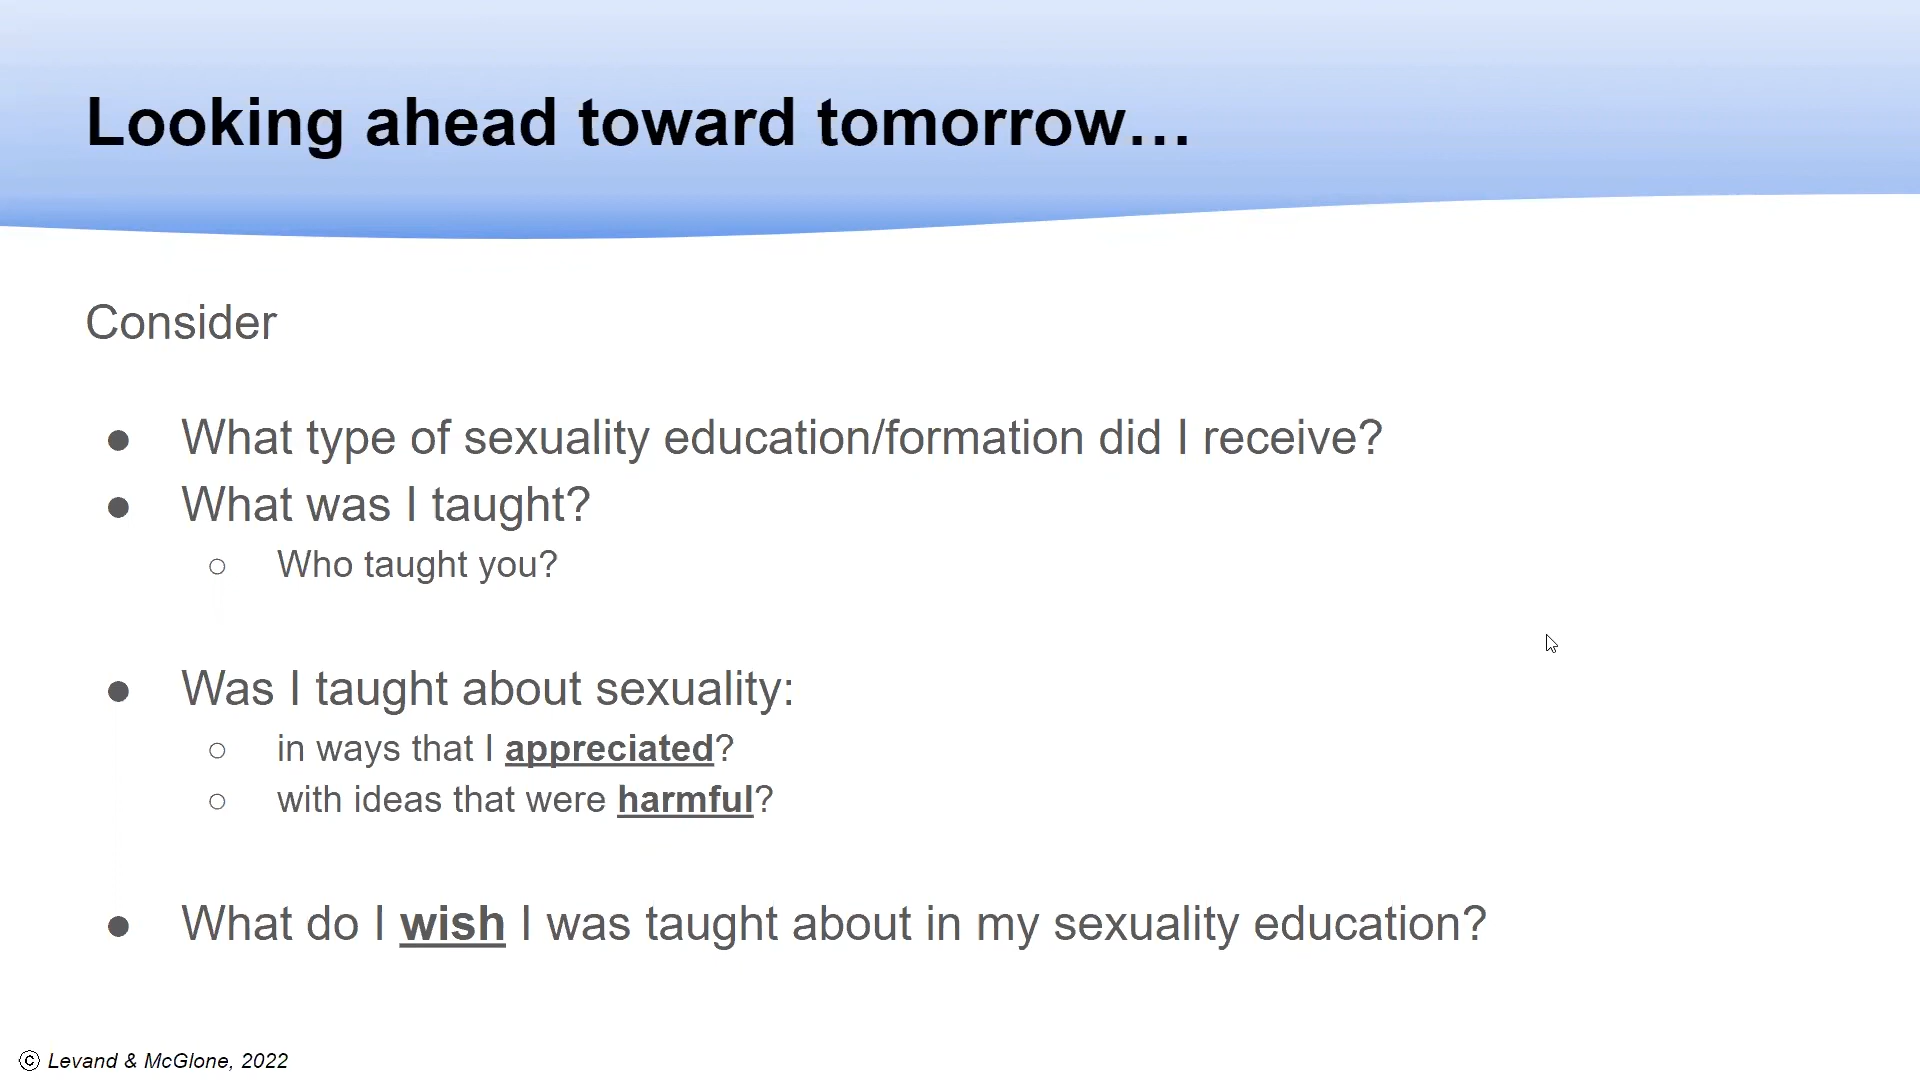 Looking ahead toward tomorrow…
Consider
● What type of sexuality education/formation did I receive?
● What was I taught?
○ Who taught you?
● Was I taught about sexuality:
○ in ways that I appreciated?
○ with ideas that were harmful?
● What do I wish I was taught about in my sexuality education?
© Levand & McGlone, 2022